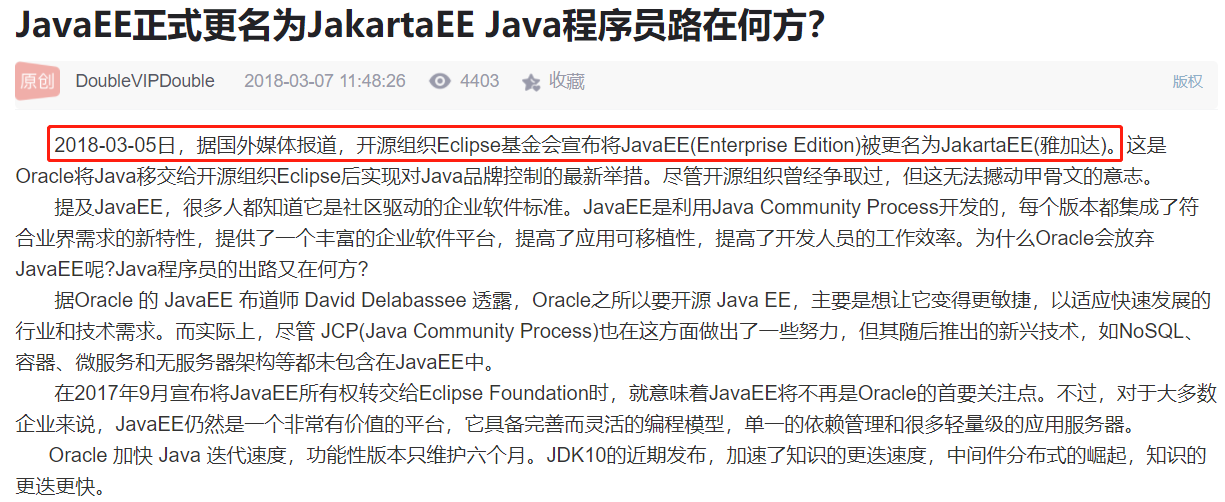 JavaEE正式更名为JakartaEE Java程序员路在何方？
原创 DoubleVIPDouble 2018-03-07 11:48:26 4403 收藏 版权
2018-03-05日，据国外媒体报道，开源组织Eclipse基金会宣布将JavaEE(Enterprise Edition)被更名为JakartaEE(雅加达)。这是
Oracle将Java移交给开源组织Eclipse后实现对Java品牌控制的最新举措。尽管开源组织曾经争取过，但这无法撼动甲骨文的意志。
提及JavaEE，很多人都知道它是社区驱动的企业软件标准。JavaEE是利用Java Community Process开发的，每个版本都集成了符
合业界需求的新特性，提供了一个丰富的企业软件平台，提高了应用可移植性，提高了开发人员的工作效率。为什么Oracle会放弃
JavaEE呢?Java程序员的出路又在何方？
据Oracle 的 JavaEE 布道师 David Delabassee 透露，Oracle之所以要开源 Java EE，主要是想让它变得更敏捷，以适应快速发展的
行业和技术需求。而实际上，尽管 JCP(Java Community Process)也在这方面做出了一些努力，但其随后推出的新兴技术，如NoSQL、
容器、微服务和无服务器架构等都未包含在JavaEE中。
在2017年9月宣布将JavaEE所有权转交给Eclipse Foundation时，就意味着JavaEE将不再是Oracle的首要关注点。不过，对于大多数
企业来说，JavaEE仍然是一个非常有价值的平台，它具备完善而灵活的编程模型，单一的依赖管理和很多轻量级的应用服务器。
Oracle 加快 Java 迭代速度，功能性版本只维护六个月。JDK10的近期发布，加速了知识的更迭速度，中间件分布式的崛起，知识的
更迭更快。